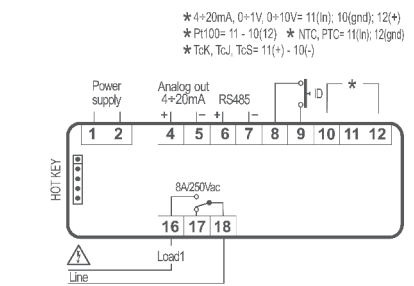 * 4÷20mA, 0÷1V, 0÷10V= 11(In); 10(gnd); 12(+)
* Pt100= 11 - 10(12) * NTC, PTC= 11(In); 12(gnd)
* TcK, TcJ, TcS= 11(+) - 10(-)
Power supply
Analog out 4÷20mA
RS485
ID
*
+ − + −
1 2 4 5 6 7 8 9 10 11 12
HOT KEY
8A/250Vac
16 17 18
Load1
Line